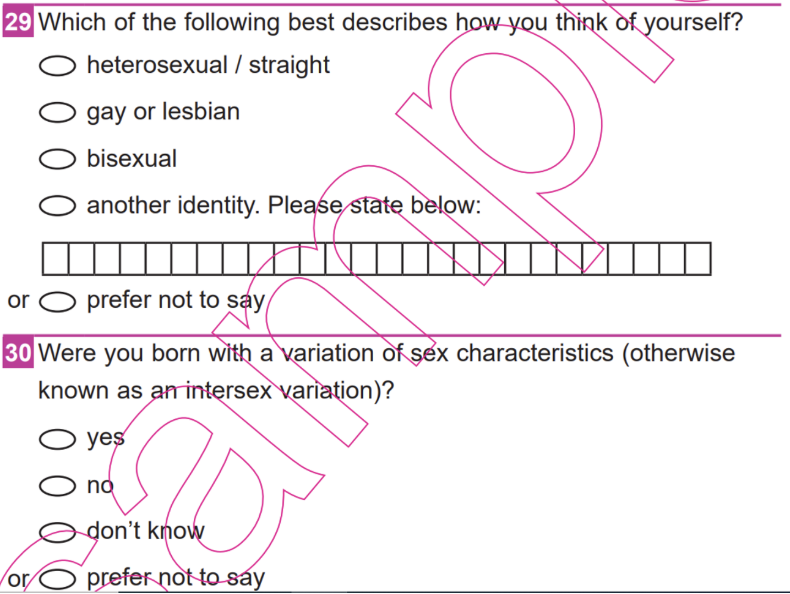 29 Which of the following best describes how you think of yourself?
heterosexual / straight
gay or lesbian
bisexual
another identity. Please state below:
or prefer not to say
30 Were you born with a variation of sex characteristics (otherwise
known as an intersex variation)?
yes
no
don’t know
or prefer not to say